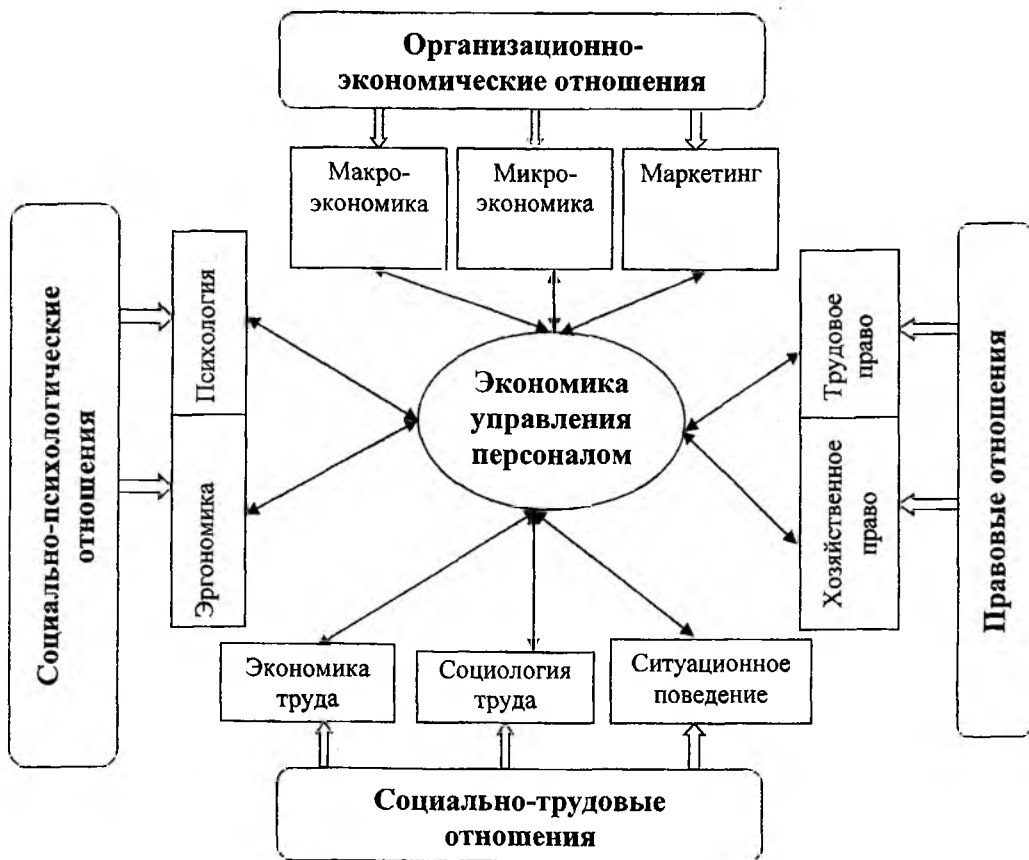 Организационно-
экономические отношения
Макро-
экономика
Микро-
экономика
Маркетинг
Социально-психологические
отношения
Психология
Эргономика
Экономика
управления
персоналом
Трудовое
право
Хозяйственное
право
Правовые отношения
Экономика
труда
Социология
труда
Ситуационное
поведение
Социально-трудовые
отношения